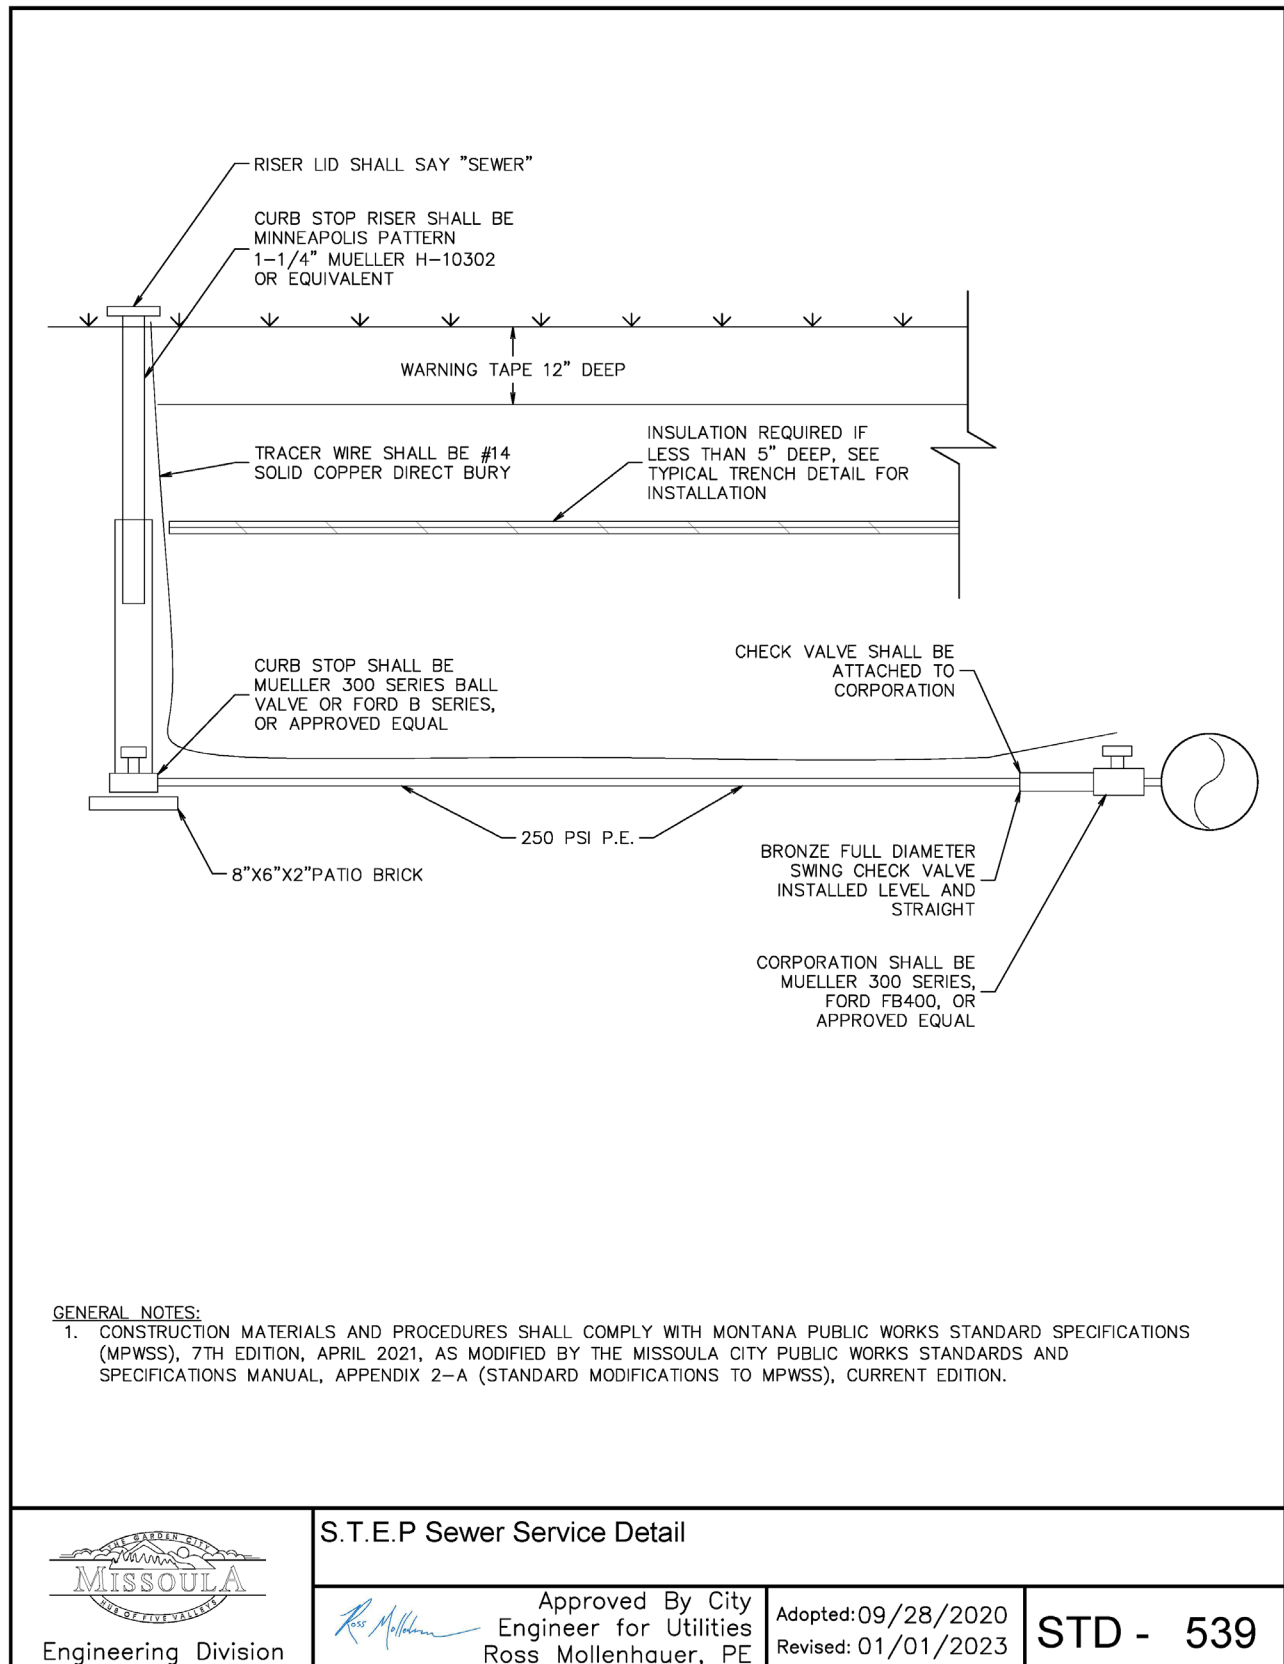 RISER LID SHALL SAY "SEWER"
CURB STOP RISER SHALL BE
MINNEAPOLIS PATTERN
1-1/4" MUELLER H-10302
OR EQUIVALENT
WARNING TAPE 12" DEEP
TRACER WIRE SHALL BE #14
SOLID COPPER DIRECT BURY
INSULATION REQUIRED IF
LESS THAN 5" DEEP, SEE
TYPICAL TRENCH DETAIL FOR
INSTALLATION
CURB STOP SHALL BE
MUELLER 300 SERIES BALL
VALVE OR FORD B SERIES,
OR APPROVED EQUAL
CHECK VALVE SHALL BE
ATTACHED TO
CORPORATION
250 PSI P.E.
8"X6"X2"PATIO BRICK
BRONZE FULL DIAMETER
SWING CHECK VALVE
INSTALLED LEVEL AND
STRAIGHT
CORPORATION SHALL BE
MUELLER 300 SERIES,
FORD FB400, OR
APPROVED EQUAL
GENERAL NOTES:
1. CONSTRUCTION MATERIALS AND PROCEDURES SHALL COMPLY WITH MONTANA PUBLIC WORKS STANDARD SPECIFICATIONS
(MPWSS), 7TH EDITION, APRIL 2021, AS MODIFIED BY THE MISSOULA CITY PUBLIC WORKS STANDARDS AND
SPECIFICATIONS MANUAL, APPENDIX 2-A (STANDARD MODIFICATIONS TO MPWSS), CURRENT EDITION.
THE GARDEN CITY
MISSOULA
HUB OF FIVE VALLEYS
Engineering Division
S.T.E.P Sewer Service Detail
Ross Mollenhauer
Approved By City
Engineer for Utilities
Ross Mollenhauer, PE
Adopted: 09/28/2020
Revised: 01/01/2023
STD - 539